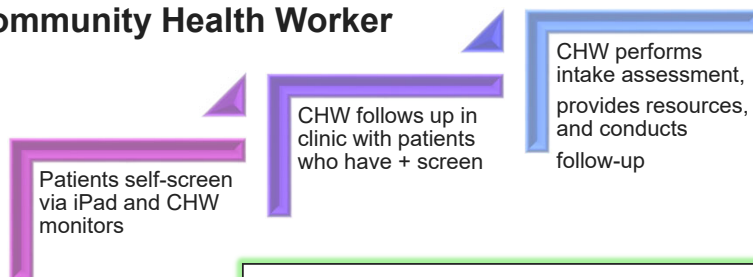 ommunity Health Worker
Patients self-screen
via iPad and CHW
monitors
CHW follows up in
clinic with patients
who have + screen
CHW performs
intake assessment,
provides resources,
and conducts
follow-up